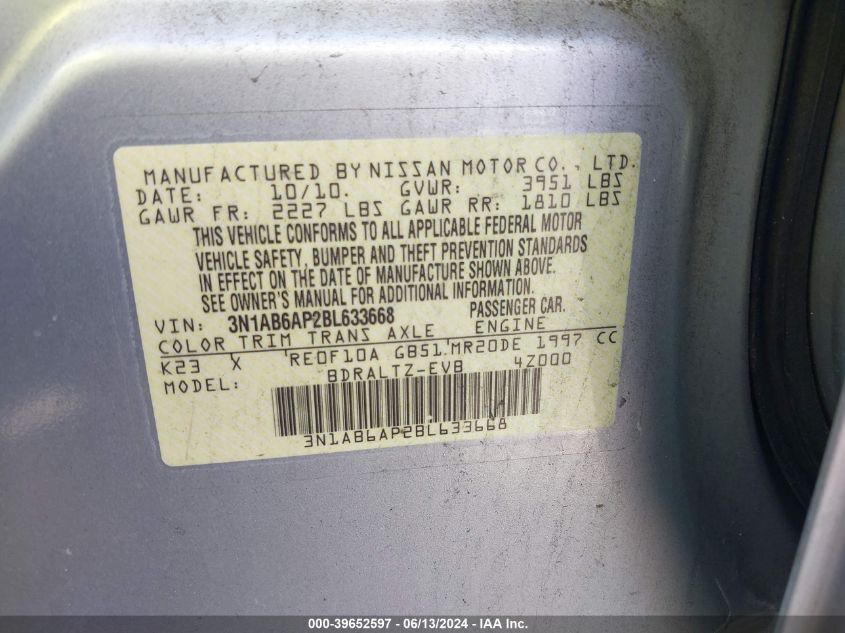 MANUFACTURED BY NISSAN MOTOR CO., LTD.
DATE: 10/10. GVWR: 3951 LBS
GAWR FR: 2227 LBS GAWR RR: 1810 LBS
THIS VEHICLE CONFORMS TO ALL APPLICABLE FEDERAL MOTOR
VEHICLE SAFETY, BUMPER AND THEFT PREVENTION STANDARDS
IN EFFECT ON THE DATE OF MANUFACTURE SHOWN ABOVE.
SEE OWNER'S MANUAL FOR ADDITIONAL INFORMATION.
VIN: 3N1AB6AP2BL633668 PASSENGER CAR.
COLOR TRIM TRANS AXLE ENGINE
K23 X RE0F10A GB51 MR20DE 1997 CC
MODEL: BDRALTZ-EVB 4Z000
3N1AB6AP2BL633668
000-39652597 - 06/13/2024 - IAA Inc.